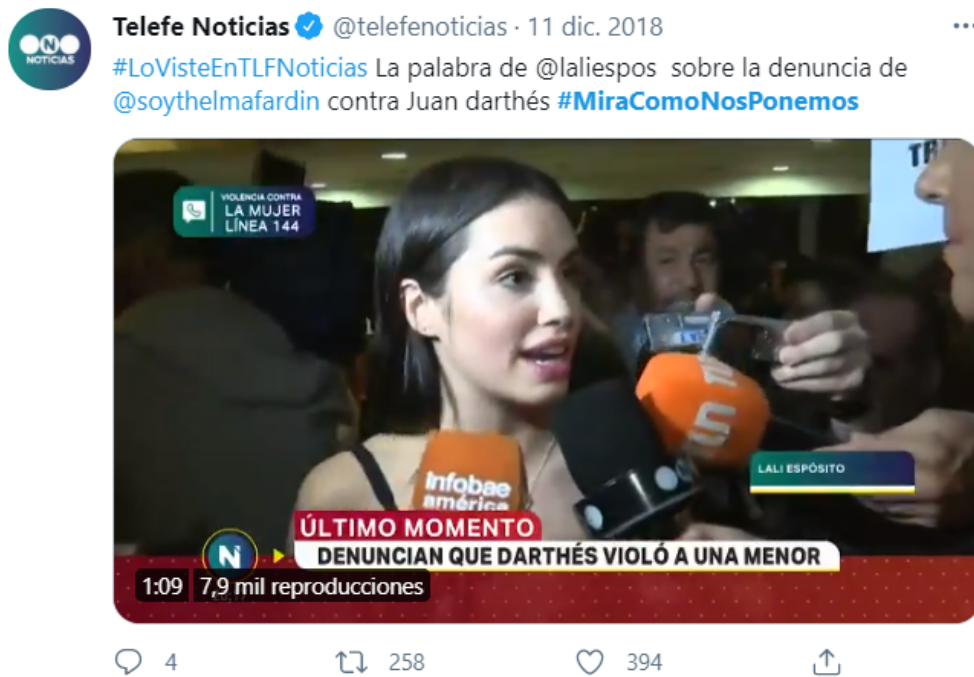 Telefe Noticias @telefenoticias · 11 dic. 2018 ...
#LoVisteEnTLFNoticias La palabra de @laliespos sobre la denuncia de
@soythelmafardin contra Juan darthés #MiraComoNosPonemos
N
NOTICIAS
VIOLENCIA CONTRA
LA MUJER
LÍNEA 144
TR
infobae
américa
LALI ESPÓSITO
ÚLTIMO MOMENTO
N
DENUNCIAN QUE DARTHÉS VIOLÓ A UNA MENOR
1:09 7,9 mil reproducciones
4 258 394